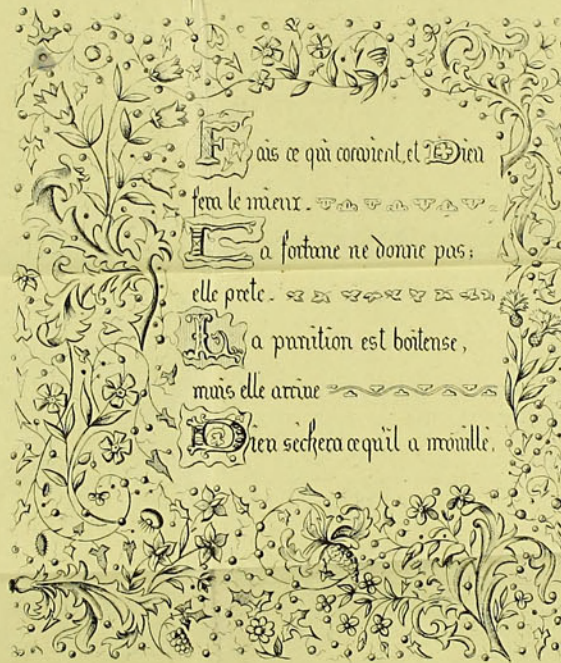 Fais ce qui convient, et Dieu
fera le mieux.
La fortune ne donne pas;
elle prete.
La punition est boiteuse,
mais elle arrive
Dieu sèchera ce qu'il a mouillé.